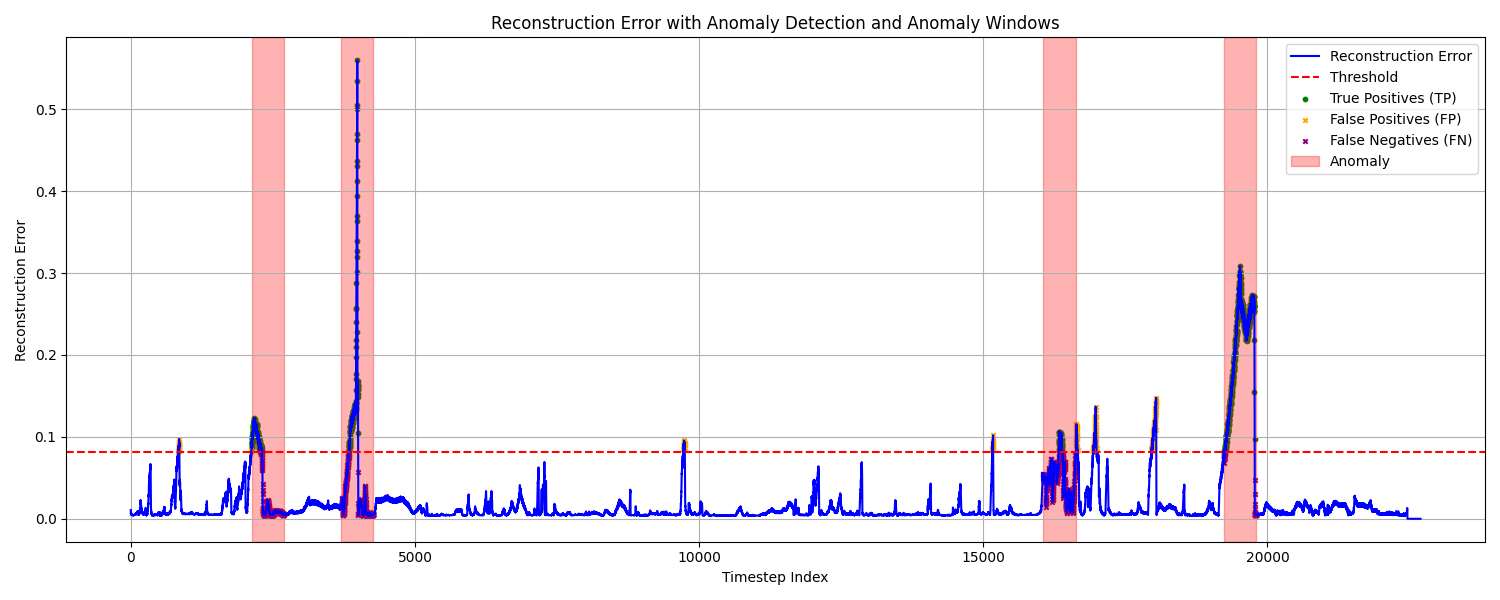 Reconstruction Error with Anomaly Detection and Anomaly Windows
Reconstruction Error
Threshold
True Positives (TP)
False Positives (FP)
False Negatives (FN)
Anomaly
Reconstruction Error
0.5
0.4
0.3
0.2
0.1
0.0
0 5000 10000 15000 20000
Timestep Index